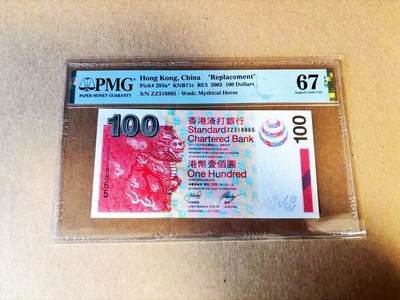 PMG
PAPER MONEY GUARANTY
Hong Kong, China "Replacement"
Pick# 293a* KNB71c RE3 2003 100 Dollars
S/N ZZ318865 - Wmk: Mythical Horse
67 EPQ
Superb Gem Unc
100
香港渣打銀行
Standard
Chartered Bank
ZZ318865
港幣壹佰圓
One Hundred
100
ZZ318865